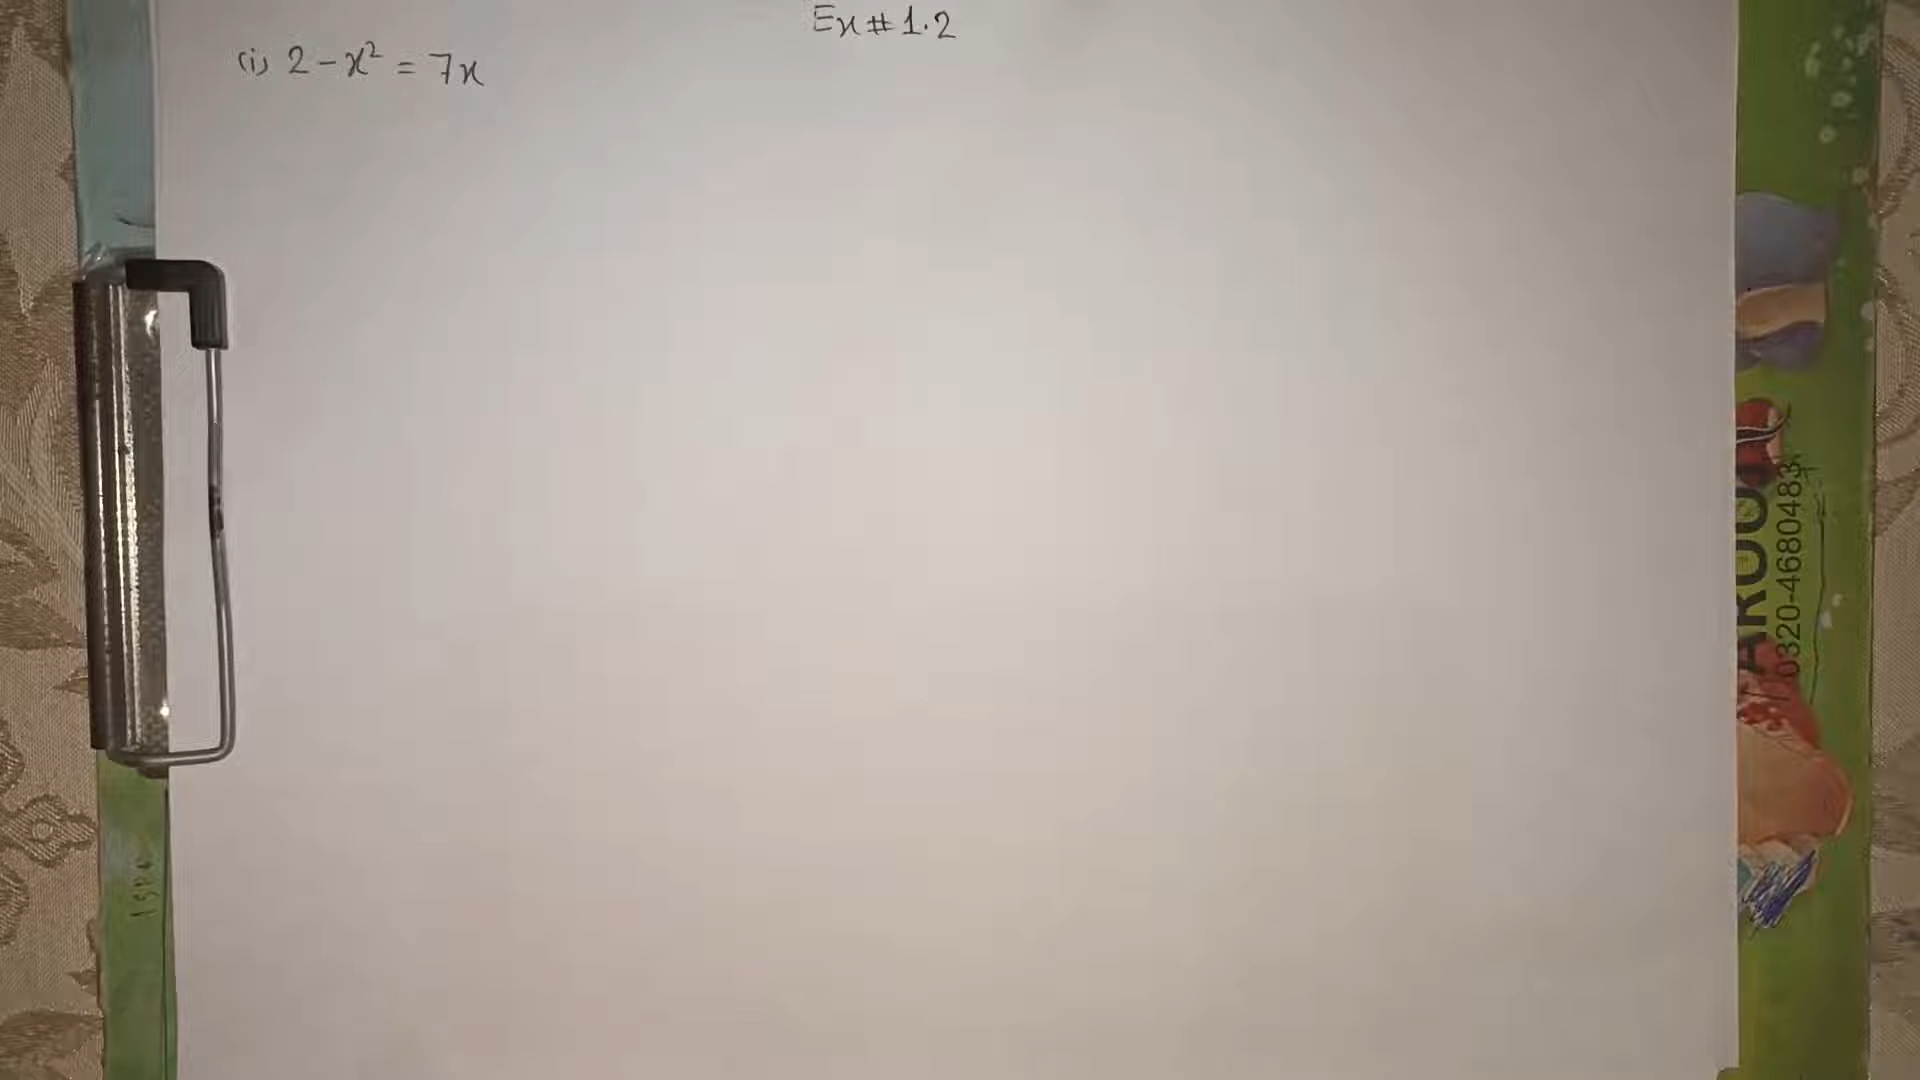 Ex # 1.2
(i) 2 - x² = 7x
0320-4680483